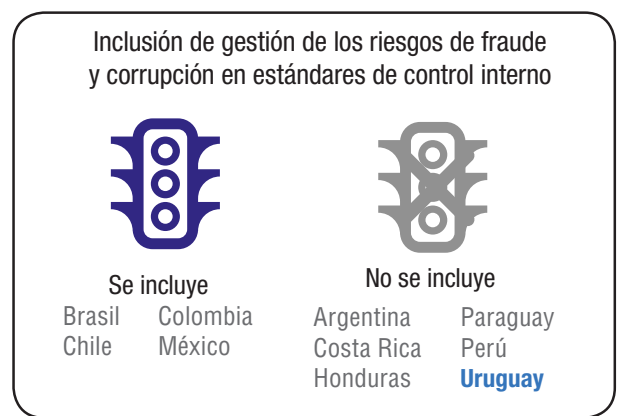 Inclusión de gestión de los riesgos de fraude
y corrupción en estándares de control interno
Se incluye
Brasil Colombia
Chile México
No se incluye
Argentina Paraguay
Costa Rica Perú
Honduras Uruguay